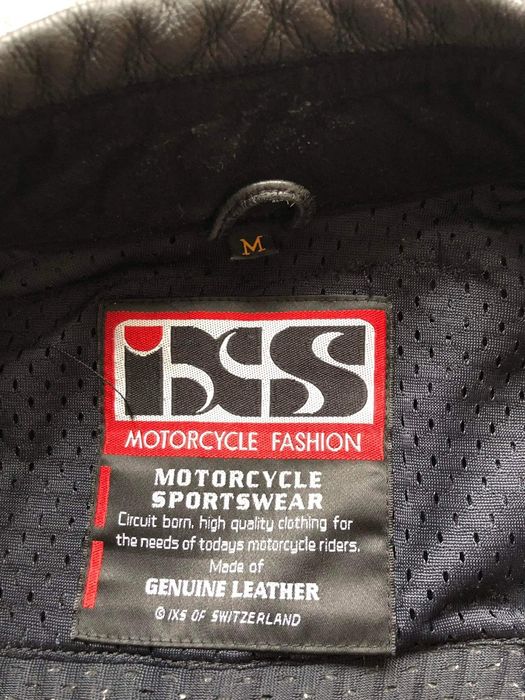 M
iXS
MOTORCYCLE FASHION
MOTORCYCLE
SPORTSWEAR
Circuit born, high quality clothing for
the needs of todays motorcycle riders.
Made of
GENUINE LEATHER
© IXS OF SWITZERLAND